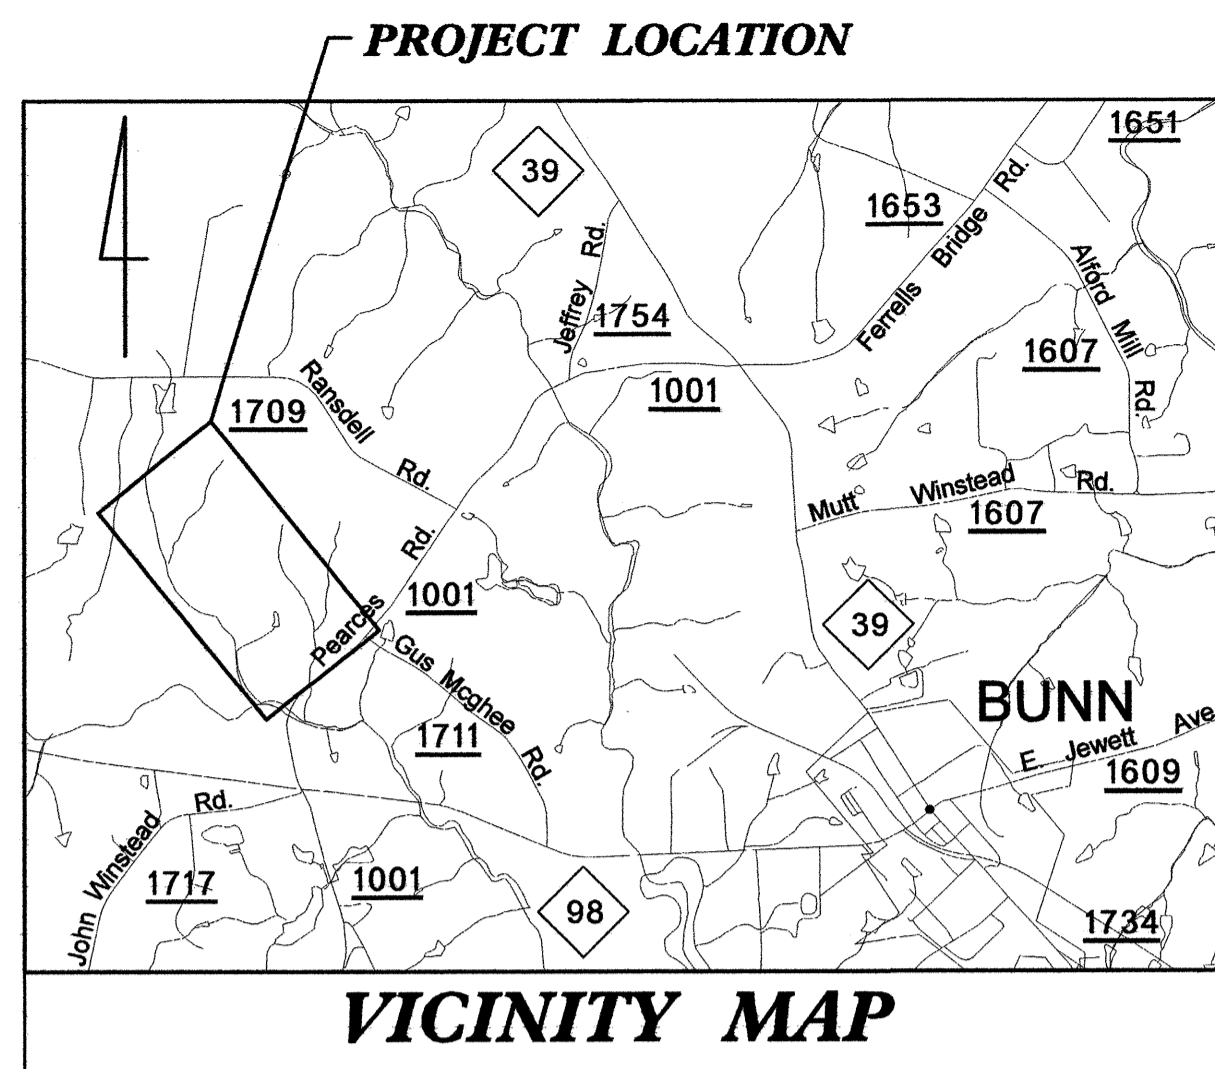 PROJECT LOCATION
1651
39
Rd.
1653
Rd.
Bridge
Alford
Jeffrey
1754
Ferrells
Mill
1607
Ransdell
1709
1001
Rd.
Rd.
Winstead
Rd.
Mutt
1607
Rd.
1001
Pearces
39
Gus Mcghee
BUNN
Ave
1711
E. Jewett
Rd.
1609
Rd.
John Winstead
1717
1001
98
1734
VICINITY MAP